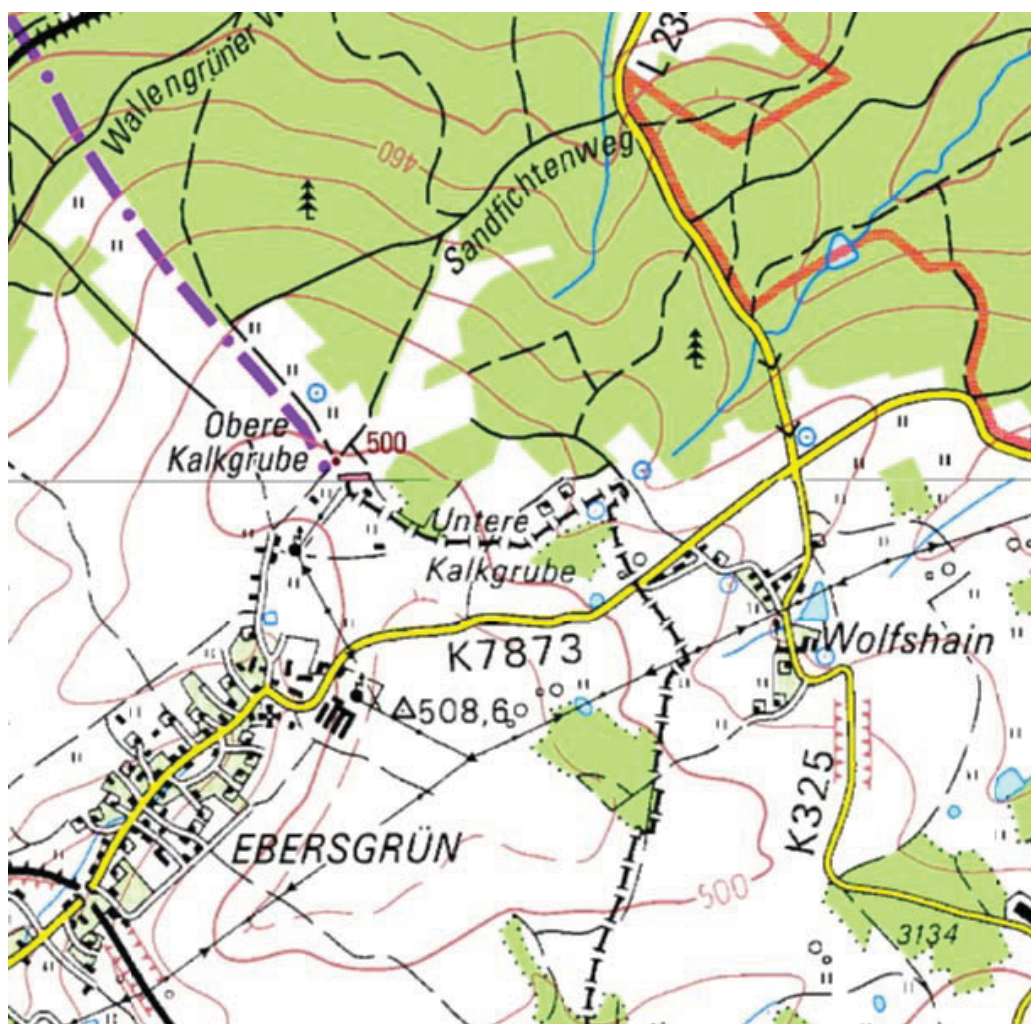 L 23
Wallengrüner W
460
Sandfichtenweg
Obere
Kalkgrube
500
Untere
Kalkgrube
K7873
Wolfshain
508,6
K325
EBERSGRÜN
500
3134